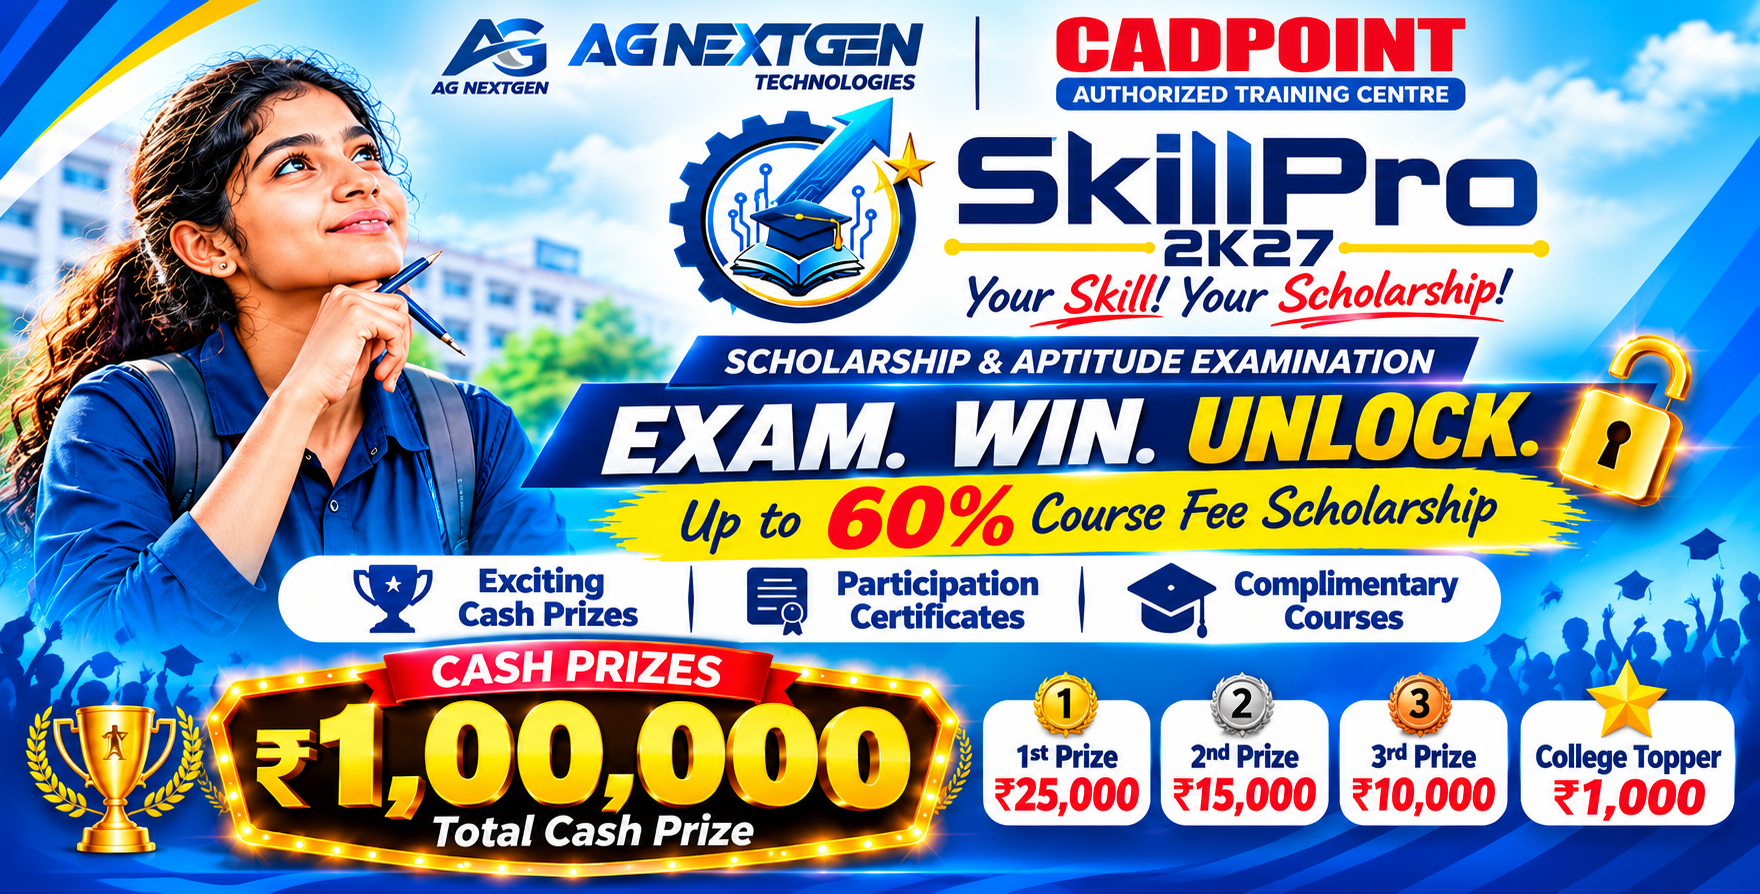 AG NEXTGEN
AG NEXTGEN
TECHNOLOGIES
CADPOINT
AUTHORIZED TRAINING CENTRE
SkillPro
2K27
Your Skill! Your Scholarship!
SCHOLARSHIP & APTITUDE EXAMINATION
EXAM. WIN. UNLOCK.
Up to 60% Course Fee Scholarship
Exciting
Cash Prizes
Participation
Certificates
Complimentary
Courses
CASH PRIZES
₹1,00,000
Total Cash Prize
1
1st Prize
₹25,000
2
2nd Prize
₹15,000
3
3rd Prize
₹10,000
College Topper
₹1,000